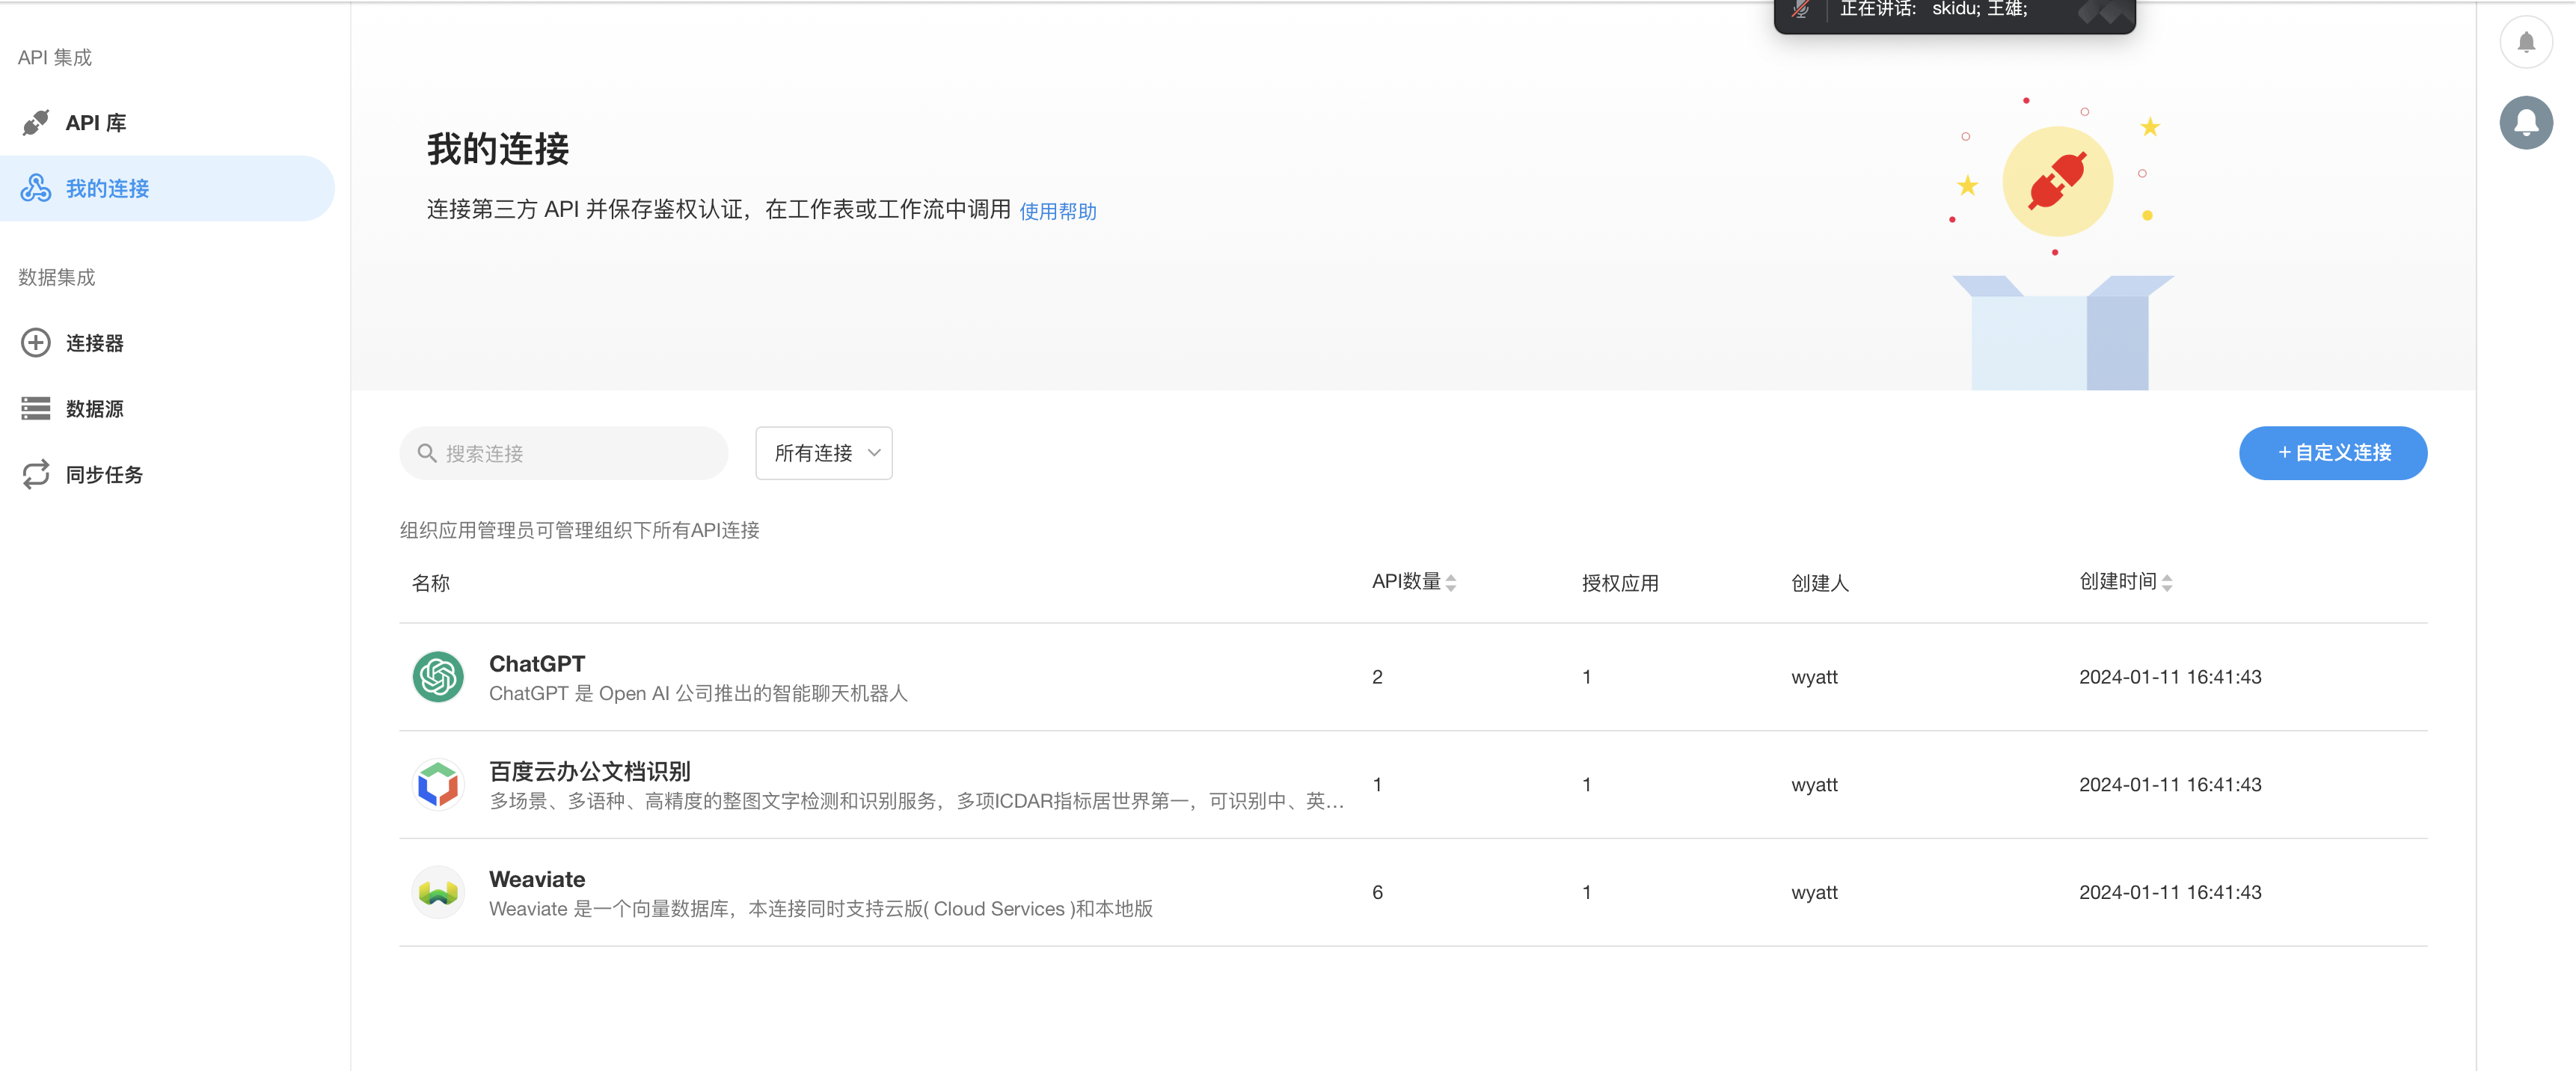 正在讲话: skidu; 王雄;
API 集成
API 库
我的连接
数据集成
连接器
数据源
同步任务
我的连接
连接第三方 API 并保存鉴权认证，在工作表或工作流中调用 使用帮助
搜索连接
所有连接
+ 自定义连接
组织应用管理员可管理组织下所有API连接
名称 API数量 授权应用 创建人 创建时间
ChatGPT
ChatGPT 是 Open AI 公司推出的智能聊天机器人
2 1 wyatt 2024-01-11 16:41:43
百度云办公文档识别
多场景、多语种、高精度的整图文字检测和识别服务，多项ICDAR指标居世界第一，可识别中、英...
1 1 wyatt 2024-01-11 16:41:43
Weaviate
Weaviate 是一个向量数据库，本连接同时支持云版( Cloud Services )和本地版
6 1 wyatt 2024-01-11 16:41:43